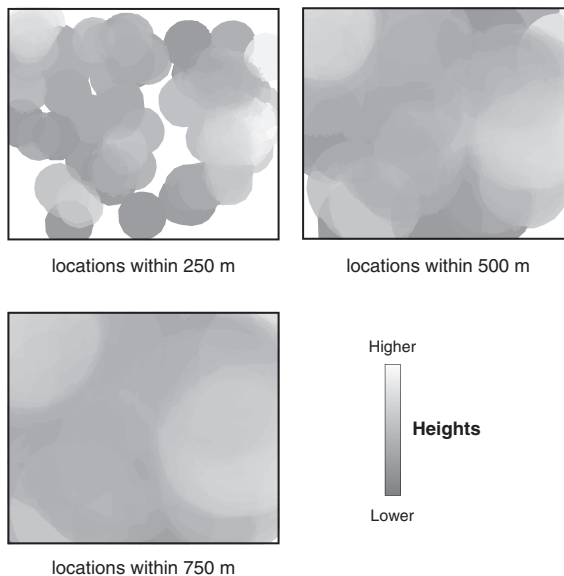 locations within 250 m
locations within 500 m
locations within 750 m
Higher
Heights
Lower